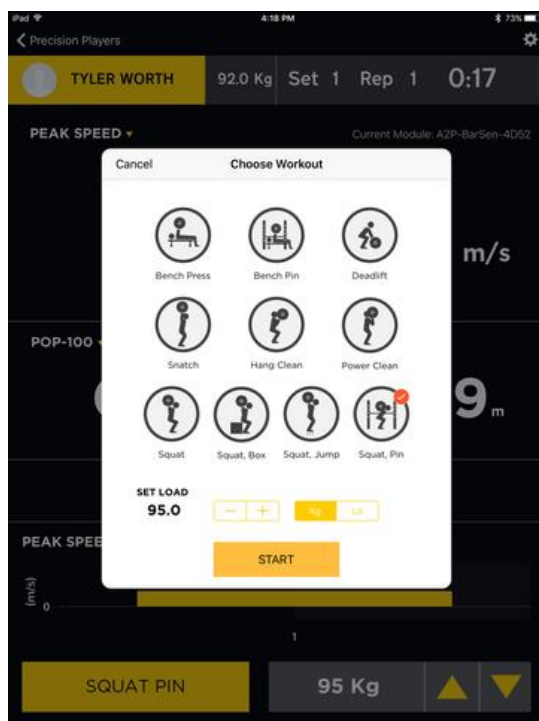 iPad 4:18 PM 73%
Precision Players
TYLER WORTH 92.0 Kg Set 1 Rep 1 0:17
PEAK SPEED
Current Module: A2P-BarSen-4D52
Cancel Choose Workout
Bench Press Bench Pin Deadlift
m/s
Snatch Hang Clean Power Clean
POP-100
9 m
Squat Squat, Box Squat, Jump Squat, Pin
SET LOAD
95.0 Kg Lb
PEAK SPEE
START
(m/s)
0
1
SQUAT PIN 95 Kg